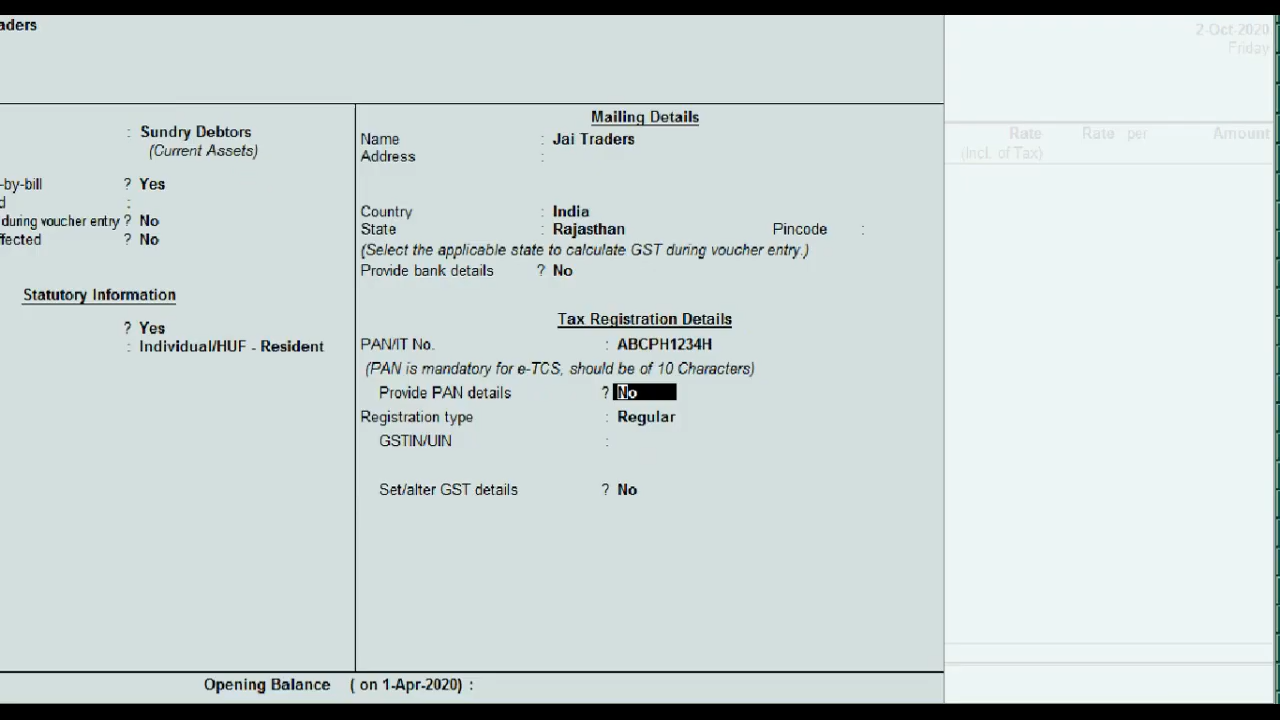 aders
2-Oct-2020
Friday
: Sundry Debtors
(Current Assets)
-by-bill ? Yes
d :
during voucher entry ? No
ffected ? No
Statutory Information
? Yes
: Individual/HUF - Resident
Mailing Details
Name : Jai Traders
Address :
Country : India
State : Rajasthan Pincode :
(Select the applicable state to calculate GST during voucher entry.)
Provide bank details ? No
Tax Registration Details
PAN/IT No. : ABCPH1234H
(PAN is mandatory for e-TCS, should be of 10 Characters)
Provide PAN details ? No
Registration type : Regular
GSTIN/UIN :
Set/alter GST details ? No
Rate Rate per Amount
(Incl. of Tax)
Opening Balance ( on 1-Apr-2020) :